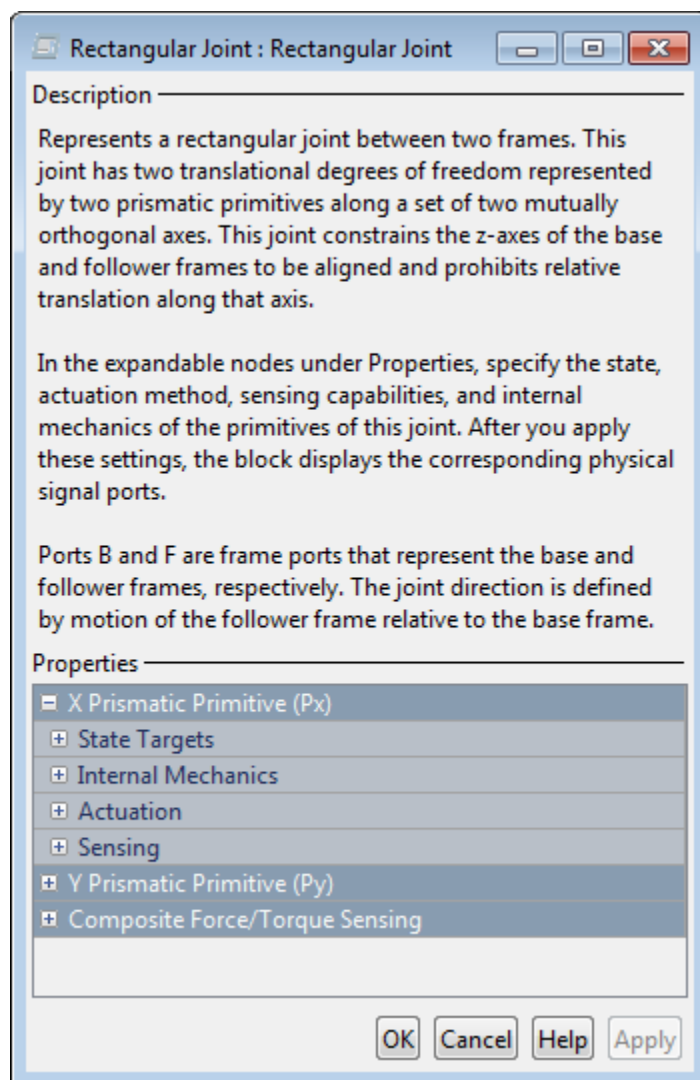 Rectangular Joint : Rectangular Joint
Description
Represents a rectangular joint between two frames. This
joint has two translational degrees of freedom represented
by two prismatic primitives along a set of two mutually
orthogonal axes. This joint constrains the z-axes of the base
and follower frames to be aligned and prohibits relative
translation along that axis.
In the expandable nodes under Properties, specify the state,
actuation method, sensing capabilities, and internal
mechanics of the primitives of this joint. After you apply
these settings, the block displays the corresponding physical
signal ports.
Ports B and F are frame ports that represent the base and
follower frames, respectively. The joint direction is defined
by motion of the follower frame relative to the base frame.
Properties
X Prismatic Primitive (Px)
State Targets
Internal Mechanics
Actuation
Sensing
Y Prismatic Primitive (Py)
Composite Force/Torque Sensing
OK Cancel Help Apply